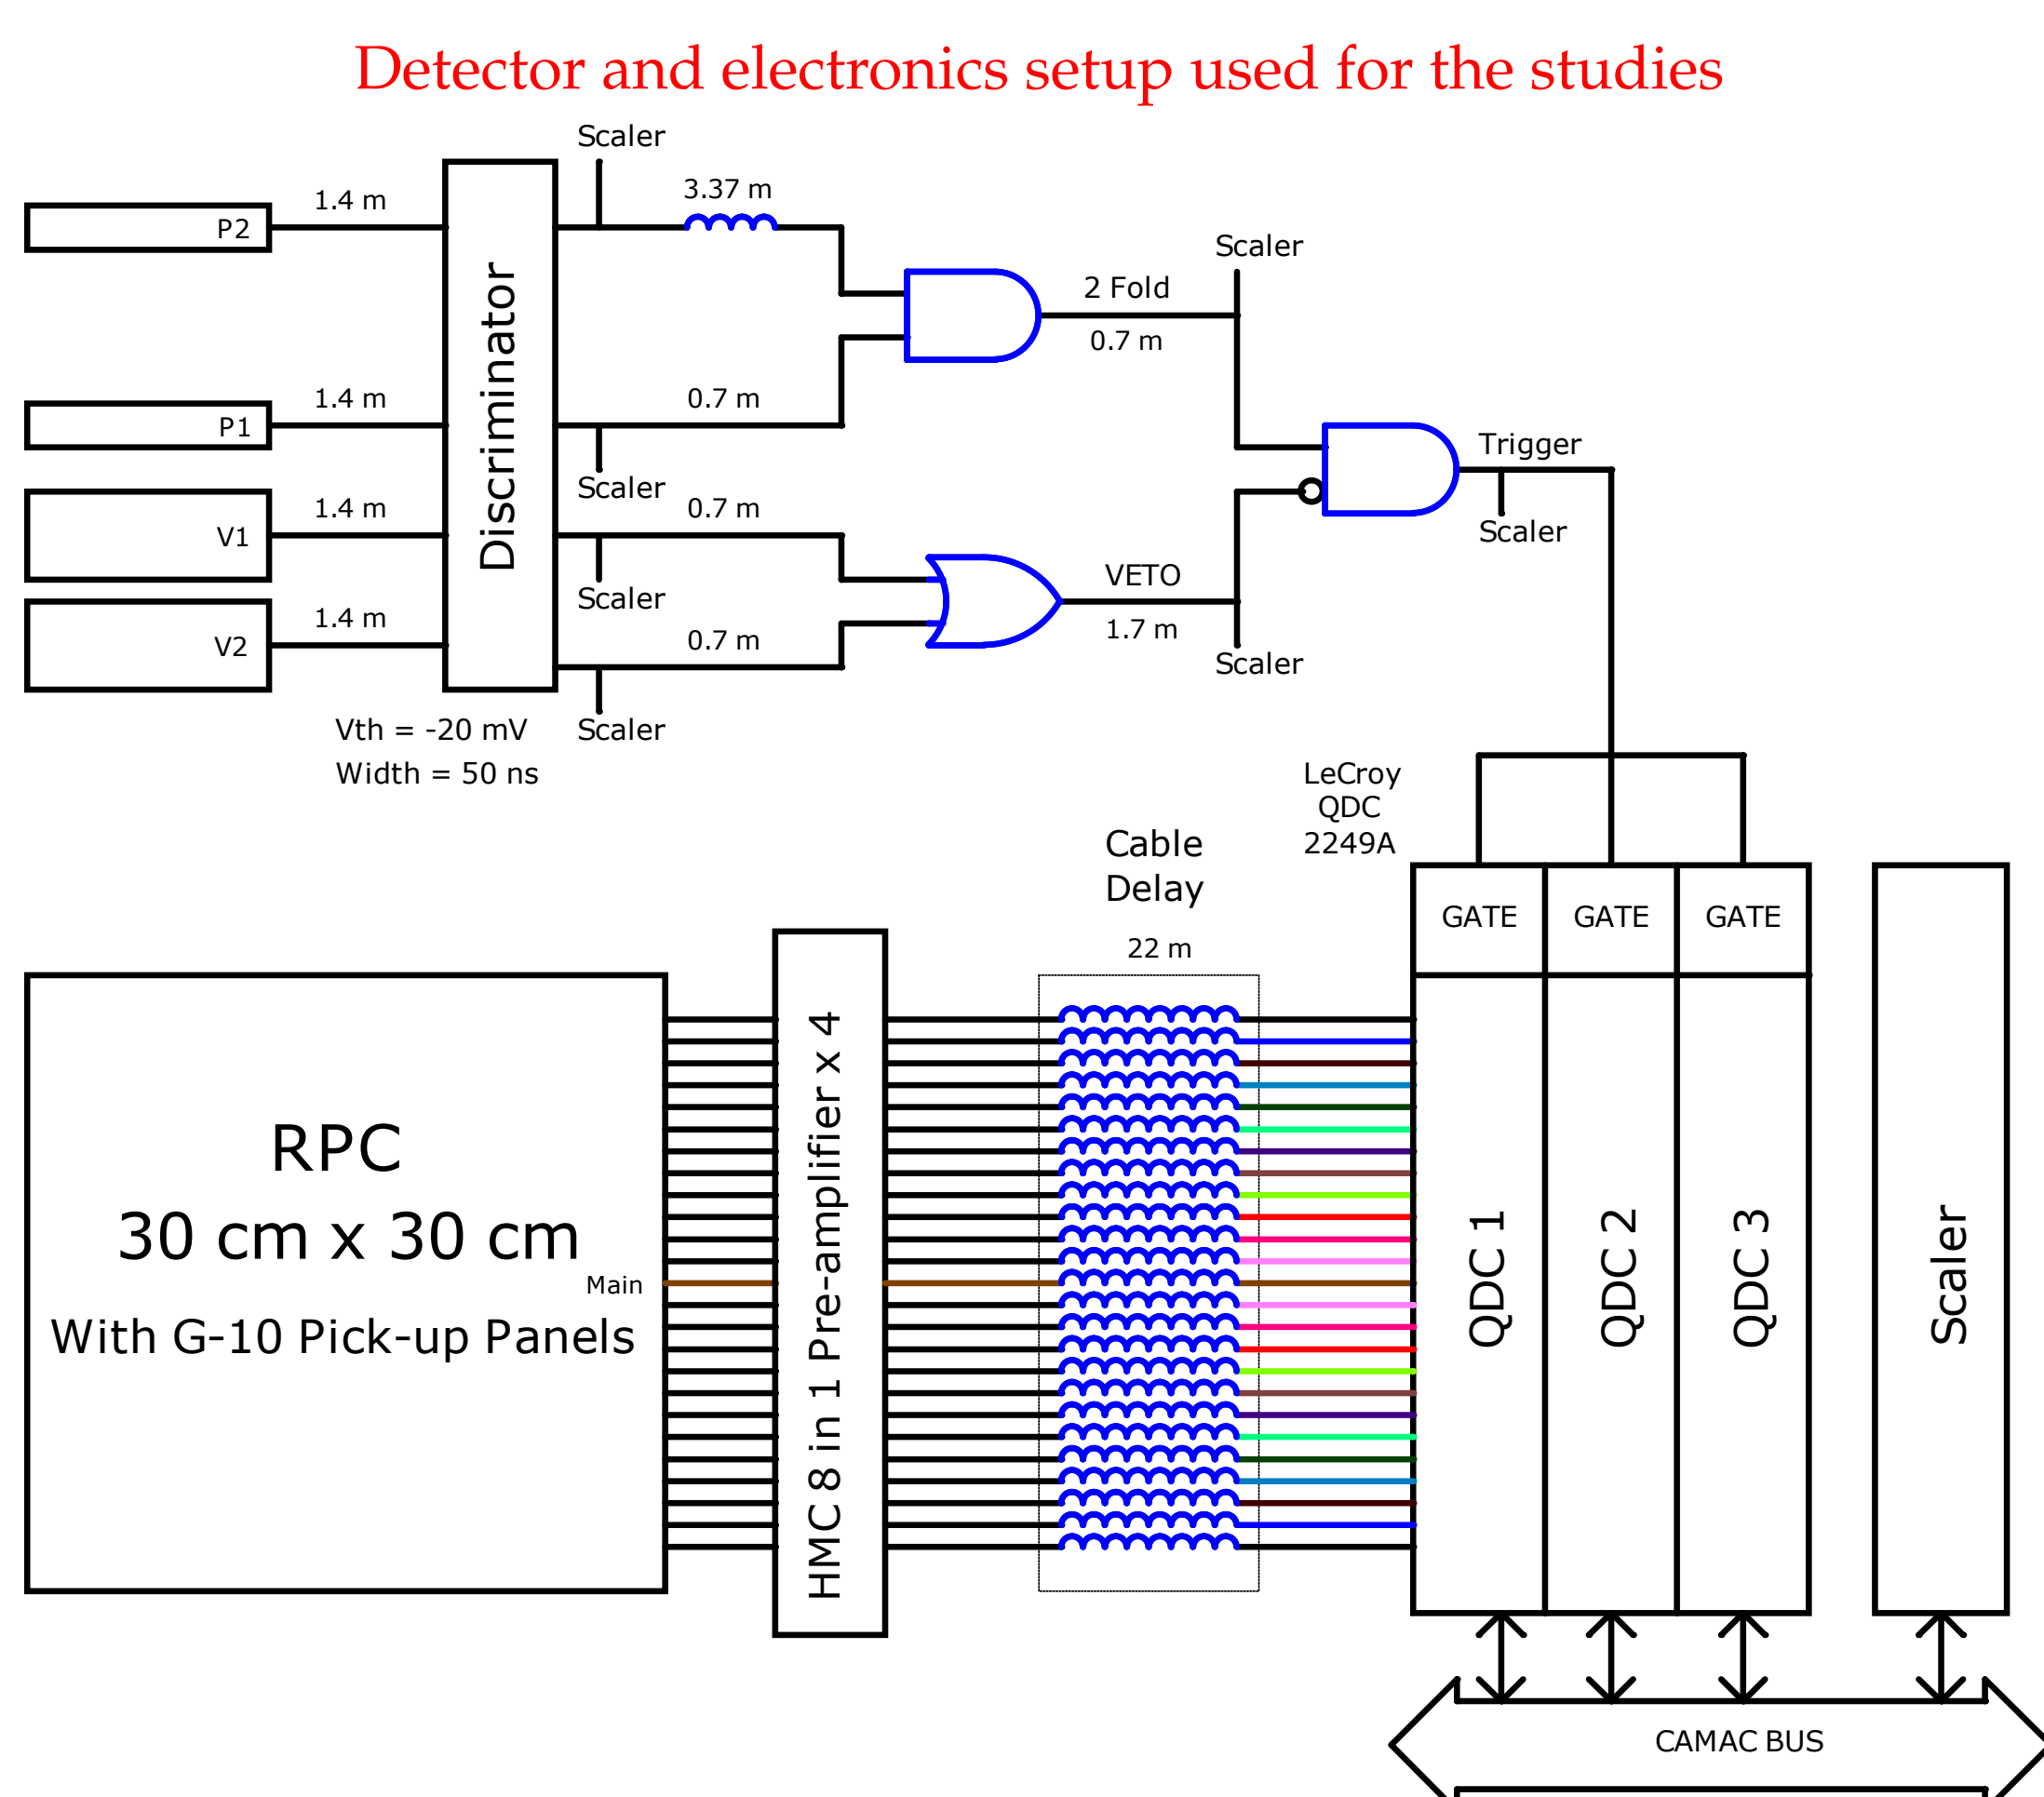 Detector and electronics setup used for the studies
Scaler
3.37 m
1.4 m
P2
Scaler
2 Fold
0.7 m
1.4 m
P1
0.7 m
Scaler
Discriminator
Trigger
Scaler
1.4 m
V1
0.7 m
Scaler
VETO
1.7 m
1.4 m
V2
0.7 m
Scaler
Scaler
Vth = -20 mV
Width = 50 ns
LeCroy
QDC
2249A
Cable
Delay
22 m
GATE
GATE
GATE
RPC
30 cm x 30 cm
Main
With G-10 Pick-up Panels
HMC 8 in 1 Pre-amplifier x 4
QDC 1
QDC 2
QDC 3
Scaler
CAMAC BUS